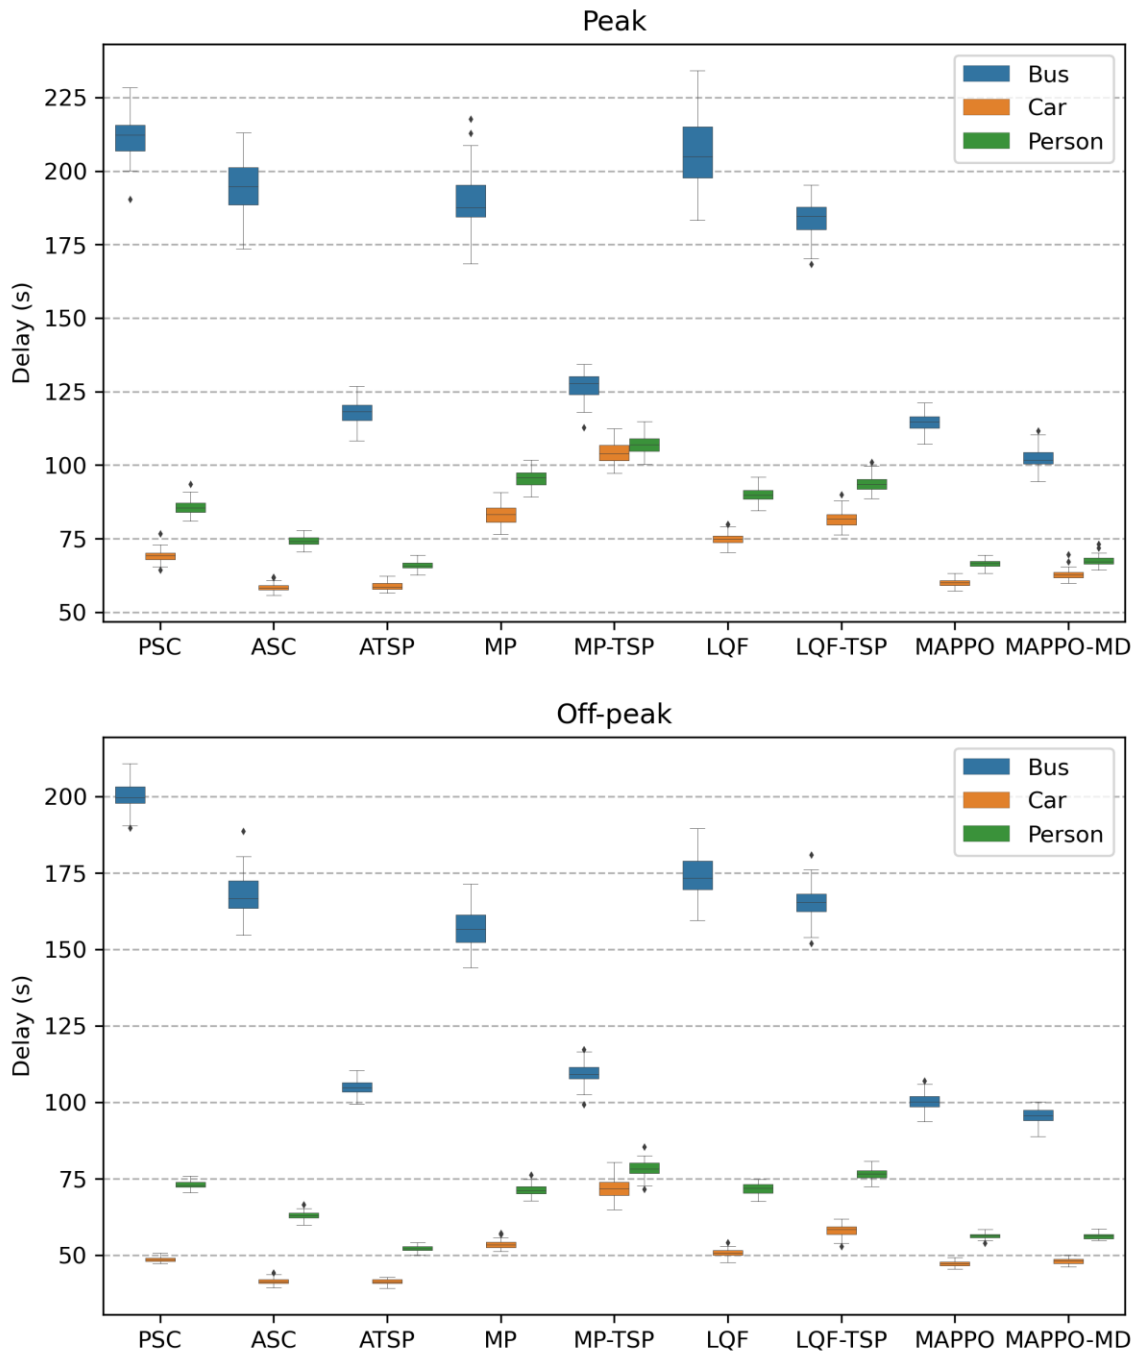 Peak
Delay (s)
225
200
175
150
125
100
75
50
Bus
Car
Person
PSC ASC ATSP MP MP-TSP LQF LQF-TSP MAPPO MAPPO-MD
Off-peak
Delay (s)
200
175
150
125
100
75
50
Bus
Car
Person
PSC ASC ATSP MP MP-TSP LQF LQF-TSP MAPPO MAPPO-MD